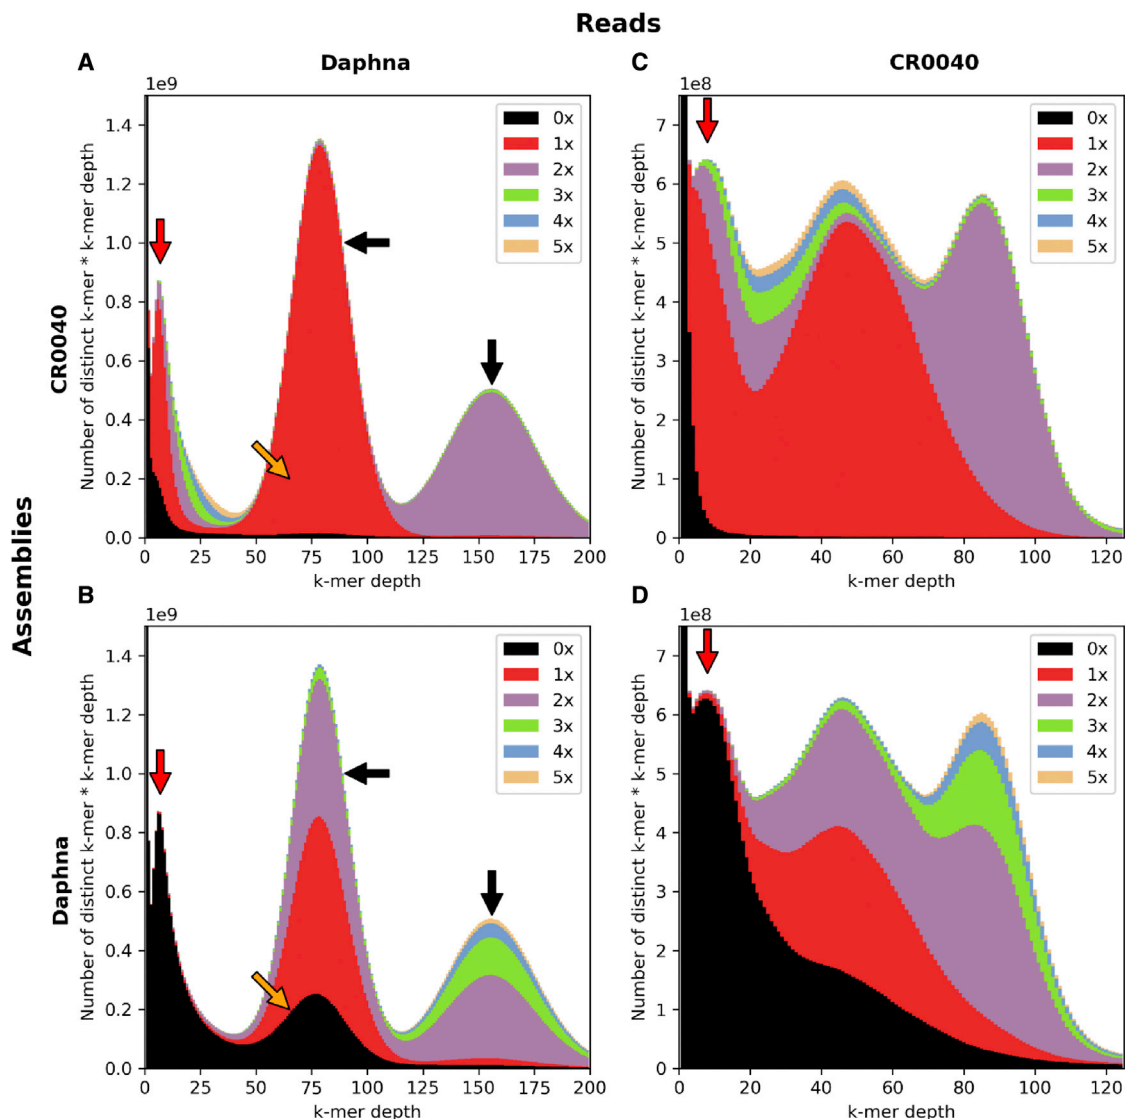 Reads
A
Daphna
C
CR0040
Assemblies
CR0040
1e9
Number of distinct k-mer * k-mer depth
1.4
1.2
1.0
0.8
0.6
0.4
0.2
0.0
0x
1x
2x
3x
4x
5x
0 25 50 75 100 125 150 175 200
k-mer depth
1e8
Number of distinct k-mer * k-mer depth
7
6
5
4
3
2
1
0
0x
1x
2x
3x
4x
5x
0 20 40 60 80 100 120
k-mer depth
B
Daphna
1e9
Number of distinct k-mer * k-mer depth
1.4
1.2
1.0
0.8
0.6
0.4
0.2
0.0
0x
1x
2x
3x
4x
5x
0 25 50 75 100 125 150 175 200
k-mer depth
D
1e8
Number of distinct k-mer * k-mer depth
7
6
5
4
3
2
1
0
0x
1x
2x
3x
4x
5x
0 20 40 60 80 100 120
k-mer depth